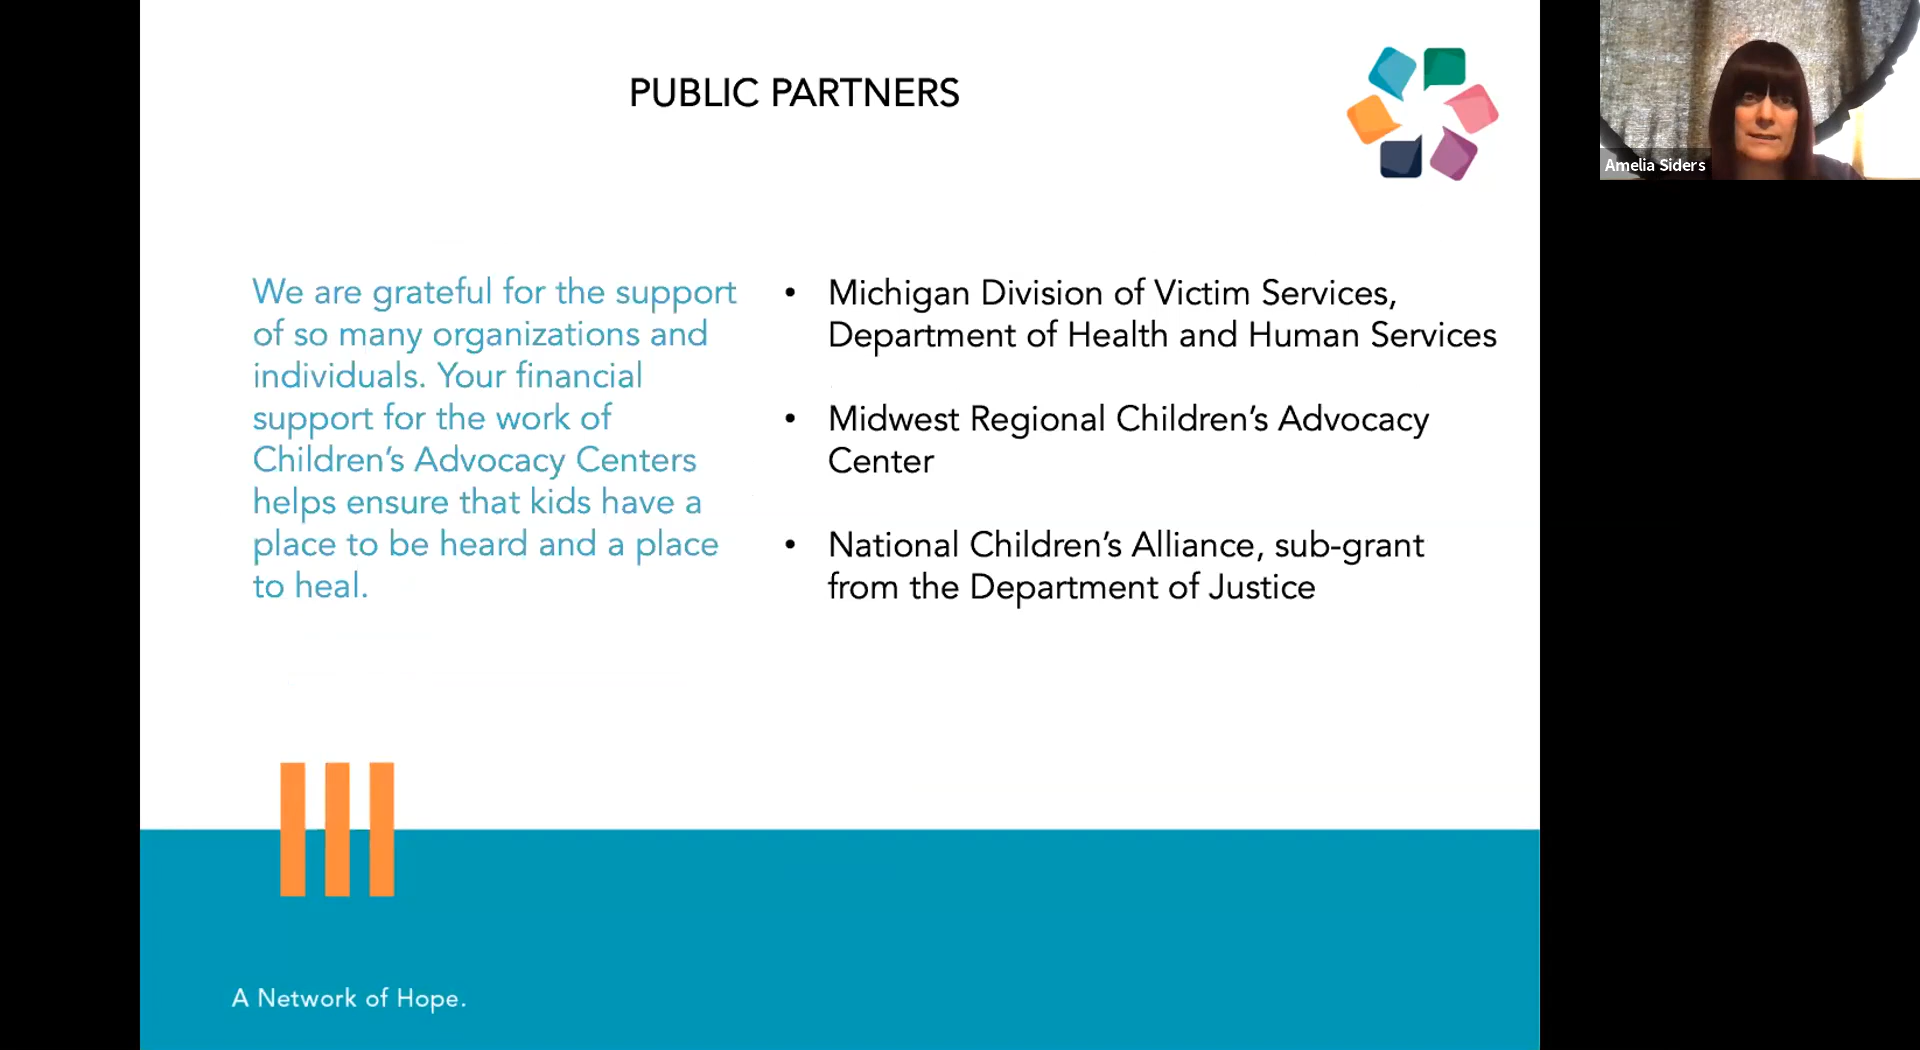 PUBLIC PARTNERS
We are grateful for the support
of so many organizations and
individuals. Your financial
support for the work of
Children’s Advocacy Centers
helps ensure that kids have a
place to be heard and a place
to heal.
• Michigan Division of Victim Services,
Department of Health and Human Services
• Midwest Regional Children’s Advocacy
Center
• National Children’s Alliance, sub-grant
from the Department of Justice
A Network of Hope.
Amelia Siders